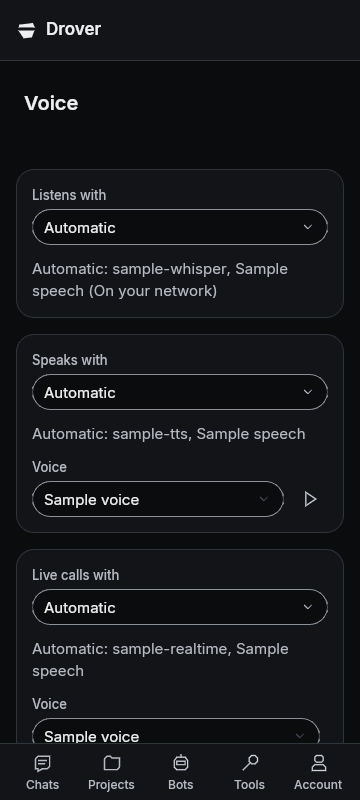 Drover
Voice
Listens with
Automatic
Automatic: sample-whisper, Sample
speech (On your network)
Speaks with
Automatic
Automatic: sample-tts, Sample speech
Voice
Sample voice
Live calls with
Automatic
Automatic: sample-realtime, Sample
speech
Voice
Sample voice
Chats Projects Bots Tools Account